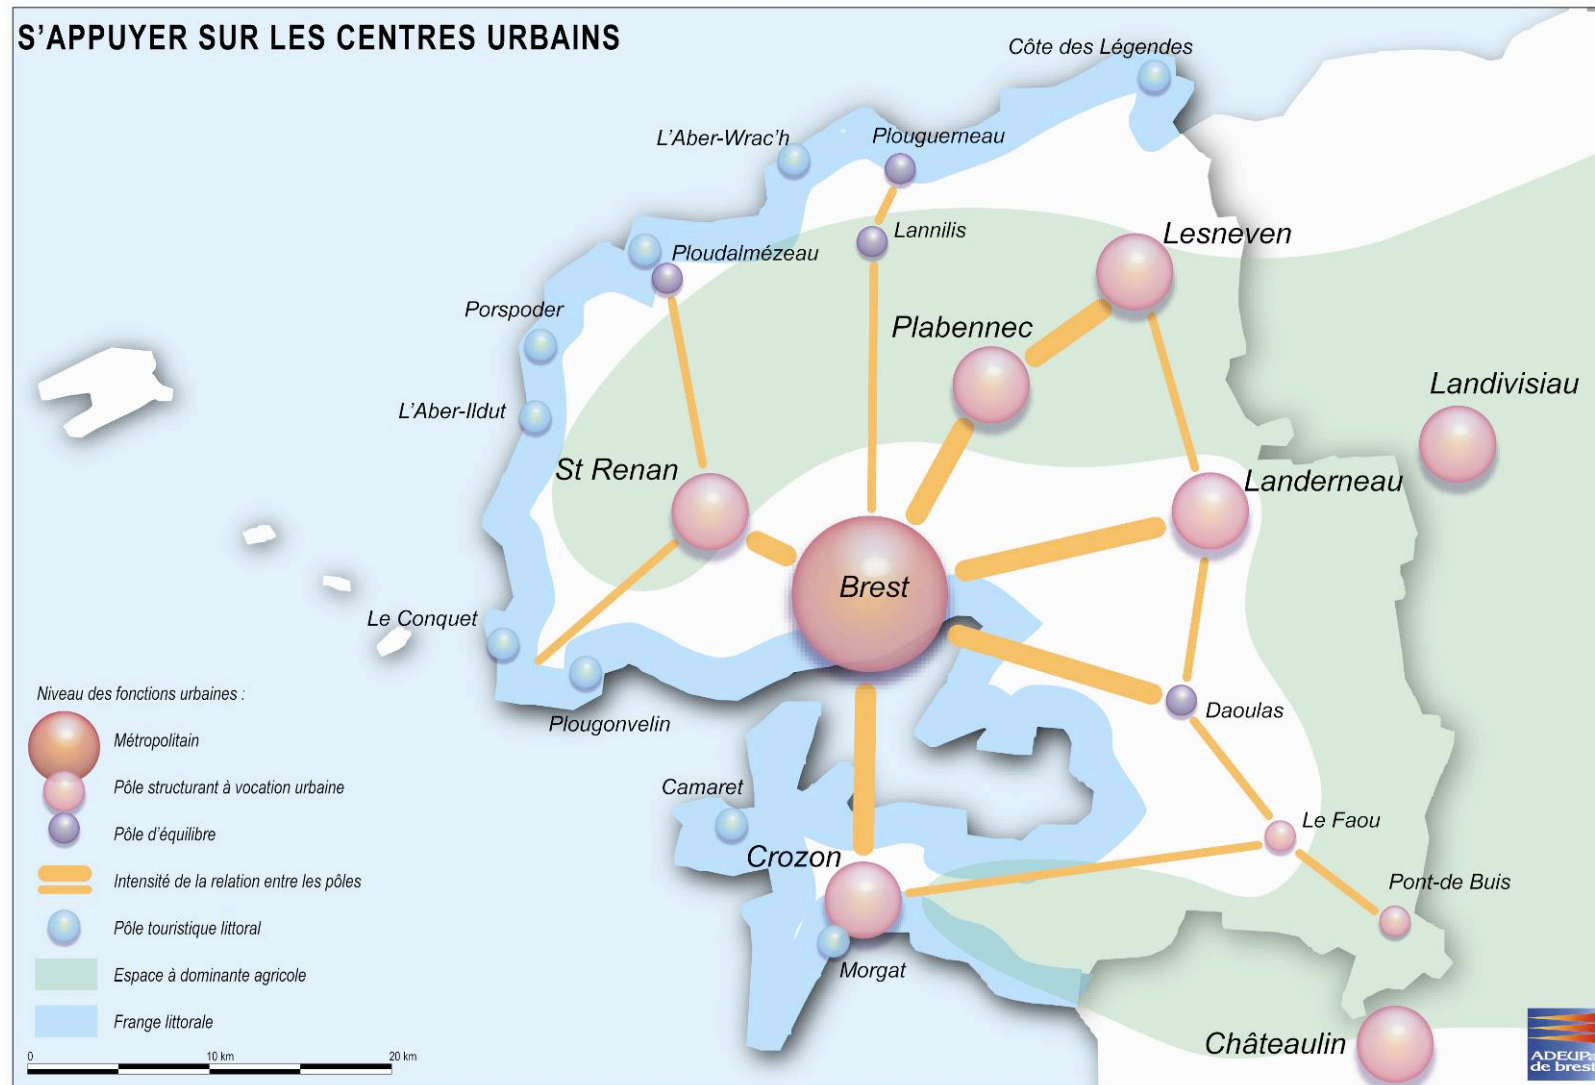 S'APPUYER SUR LES CENTRES URBAINS
Côte des Légendes
L'Aber-Wrac'h
Plouguerneau
Lannilis
Lesneven
Ploudalmézeau
Porspoder
Plabennec
Landivisiau
L'Aber-Ildut
St Renan
Landerneau
Brest
Le Conquet
Plougonvelin
Daoulas
Camaret
Le Faou
Crozon
Pont-de Buis
Morgat
Châteaulin
Niveau des fonctions urbaines :
Métropolitain
Pôle structurant à vocation urbaine
Pôle d'équilibre
Intensité de la relation entre les pôles
Pôle touristique littoral
Espace à dominante agricole
Frange littorale
0 10 km 20 km
ADEUPa
de brest